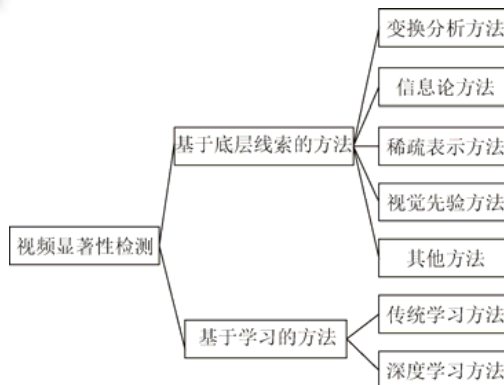 变换分析方法
信息论方法
基于底层线索的方法
稀疏表示方法
视觉先验方法
视频显著性检测
其他方法
基于学习的方法
传统学习方法
深度学习方法